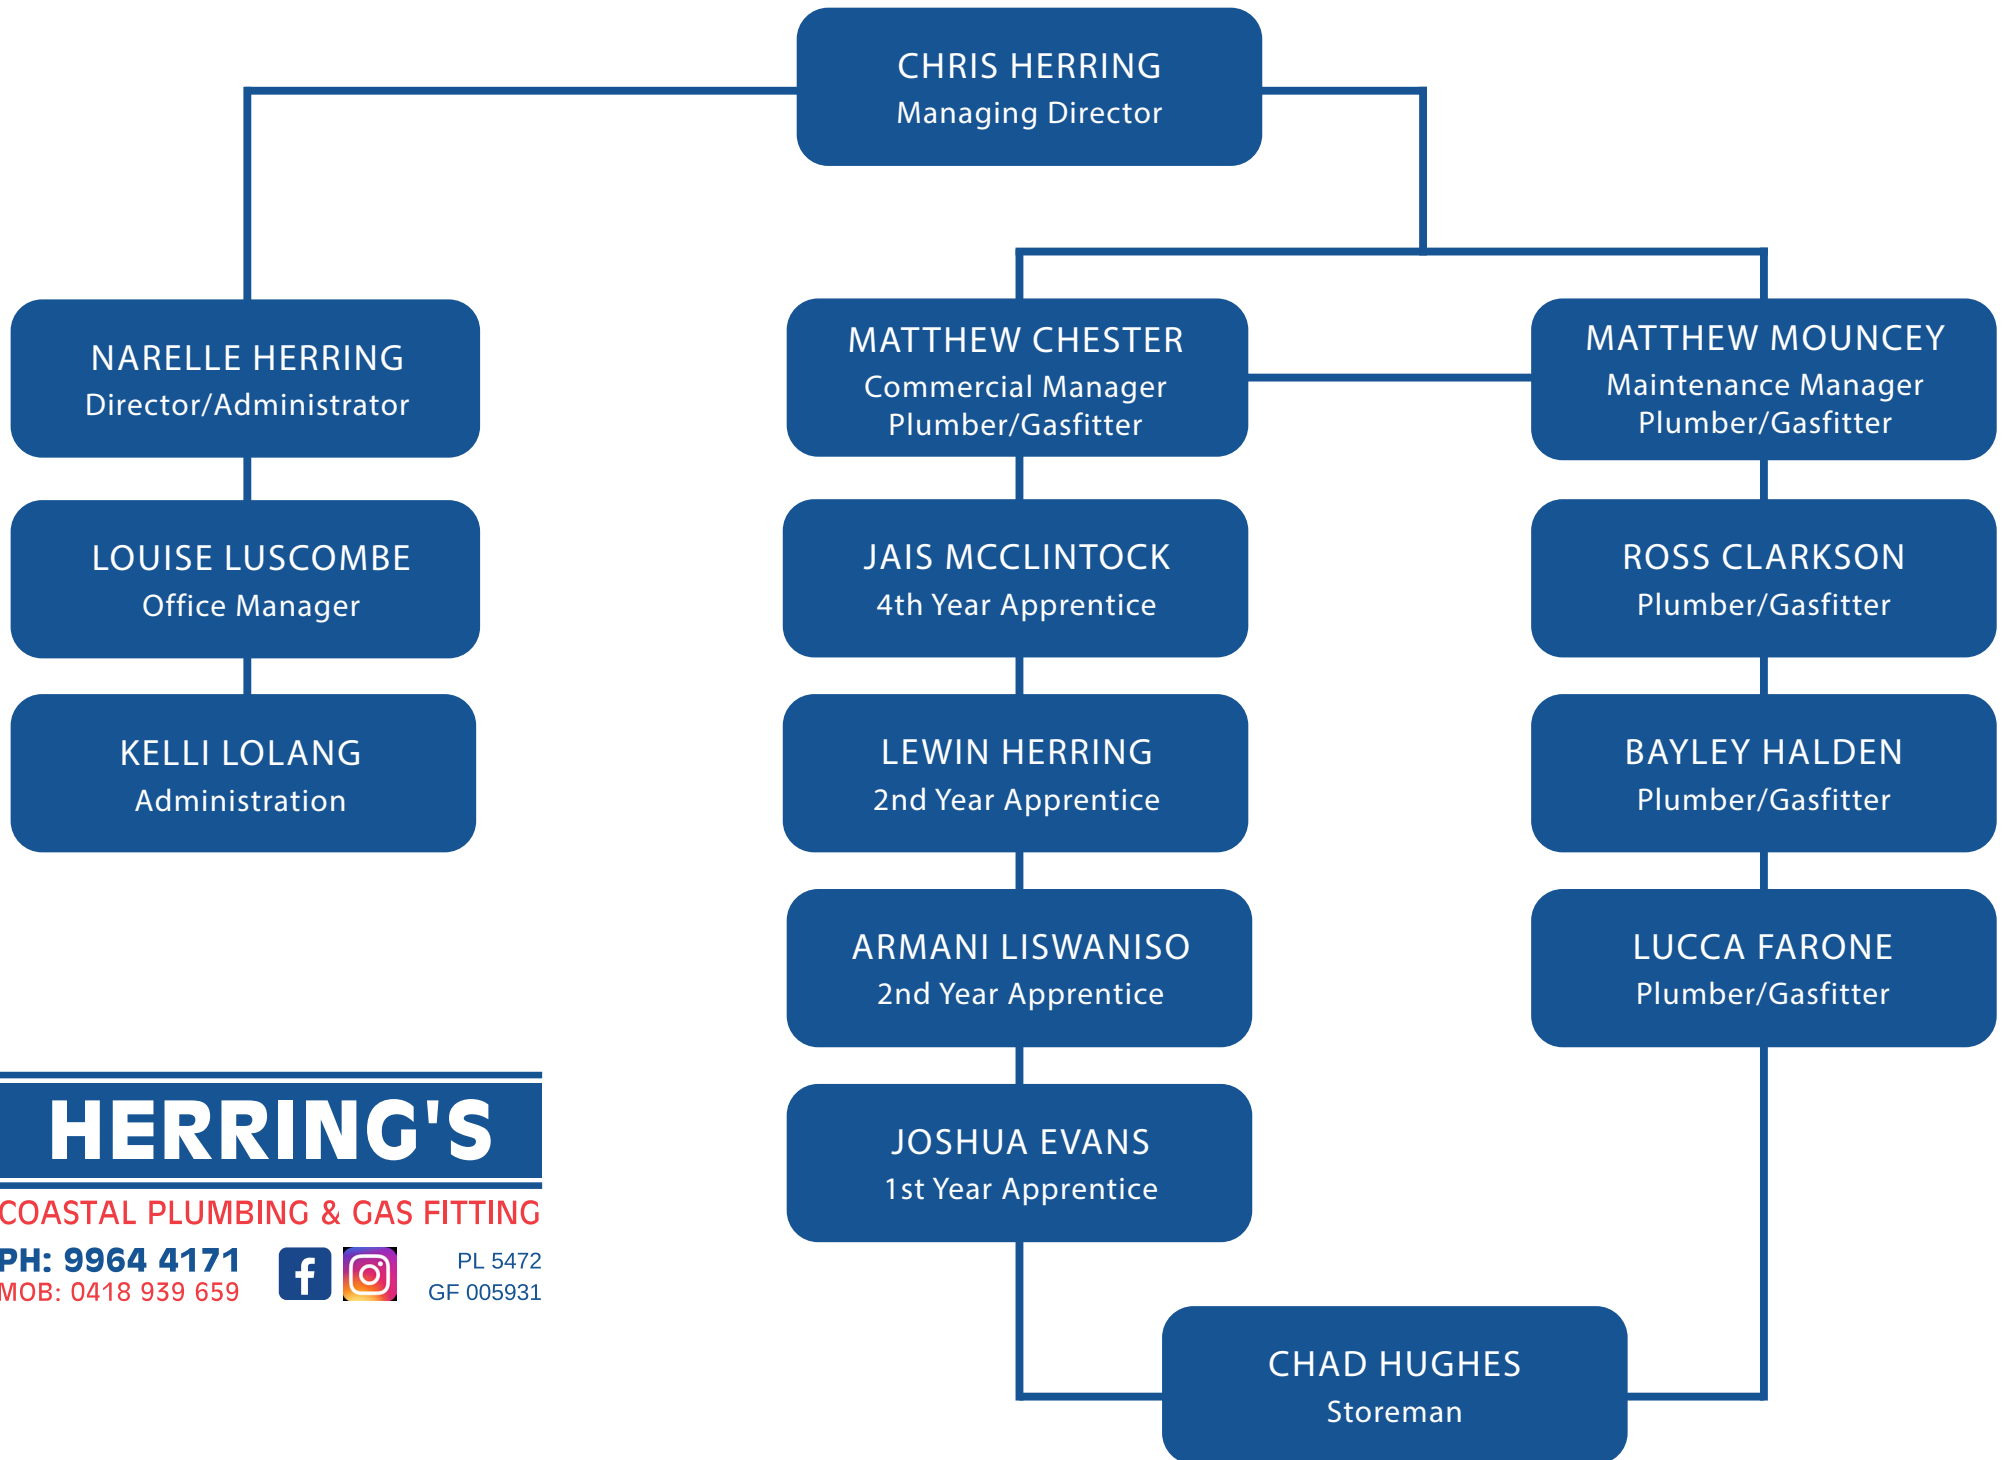 CHRIS HERRING
Managing Director
NARELLE HERRING
Director/Administrator
LOUISE LUSCOMBE
Office Manager
KELLI LOLANG
Administration
MATTHEW CHESTER
Commercial Manager
Plumber/Gasfitter
JAIS MCCLINTOCK
4th Year Apprentice
LEWIN HERRING
2nd Year Apprentice
ARMANI LISWANISO
2nd Year Apprentice
JOSHUA EVANS
1st Year Apprentice
MATTHEW MOUNCEY
Maintenance Manager
Plumber/Gasfitter
ROSS CLARKSON
Plumber/Gasfitter
BAYLEY HALDEN
Plumber/Gasfitter
LUCCA FARONE
Plumber/Gasfitter
CHAD HUGHES
Storeman
HERRING'S
COASTAL PLUMBING & GAS FITTING
PH: 9964 4171
MOB: 0418 939 659
PL 5472
GF 005931